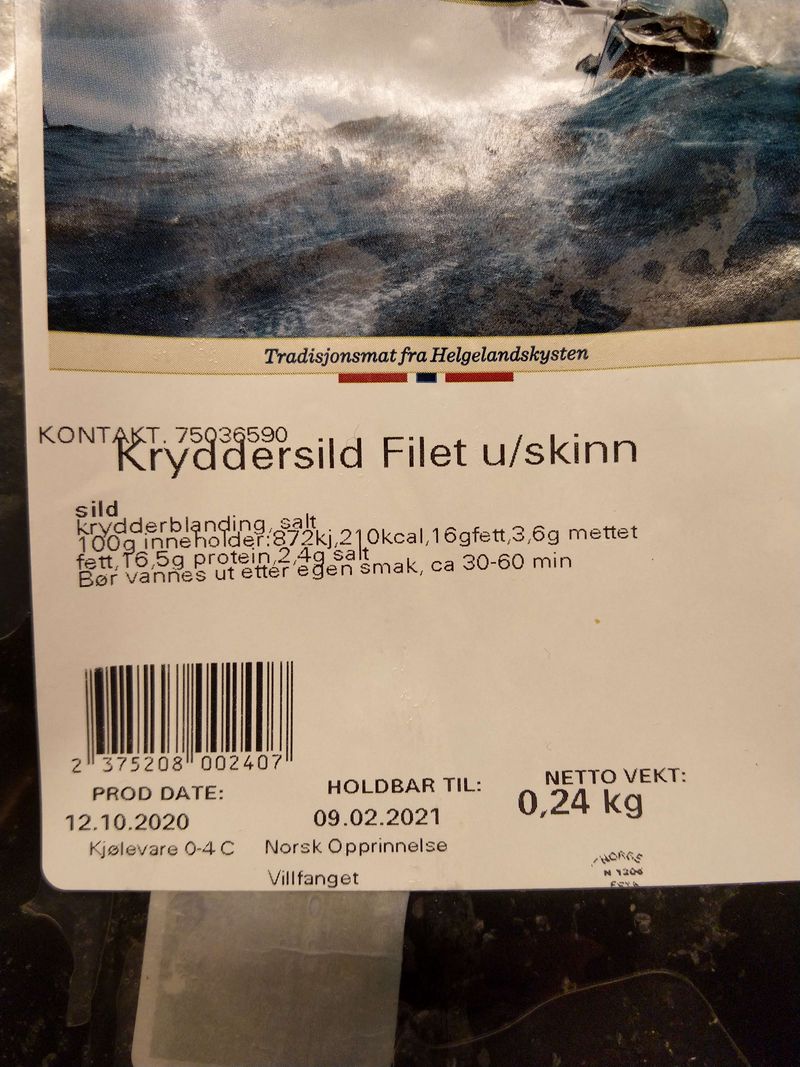 Tradisjonsmat fra Helgelandskysten
KONTAKT. 75036590
Kryddersild Filet u/skinn
sild
krydderblanding, salt
100g inneholder:872kj,210kcal,16gfett,3,6g mettet
fett,16,5g protein,2,4g salt
Bør vannes ut etter egen smak, ca 30-60 min
2 375208 002407
PROD DATE: HOLDBAR TIL: NETTO VEKT:
12.10.2020 09.02.2021 0,24 kg
Kjølevare 0-4 C Norsk Opprinnelse
Villfanget
NORGE